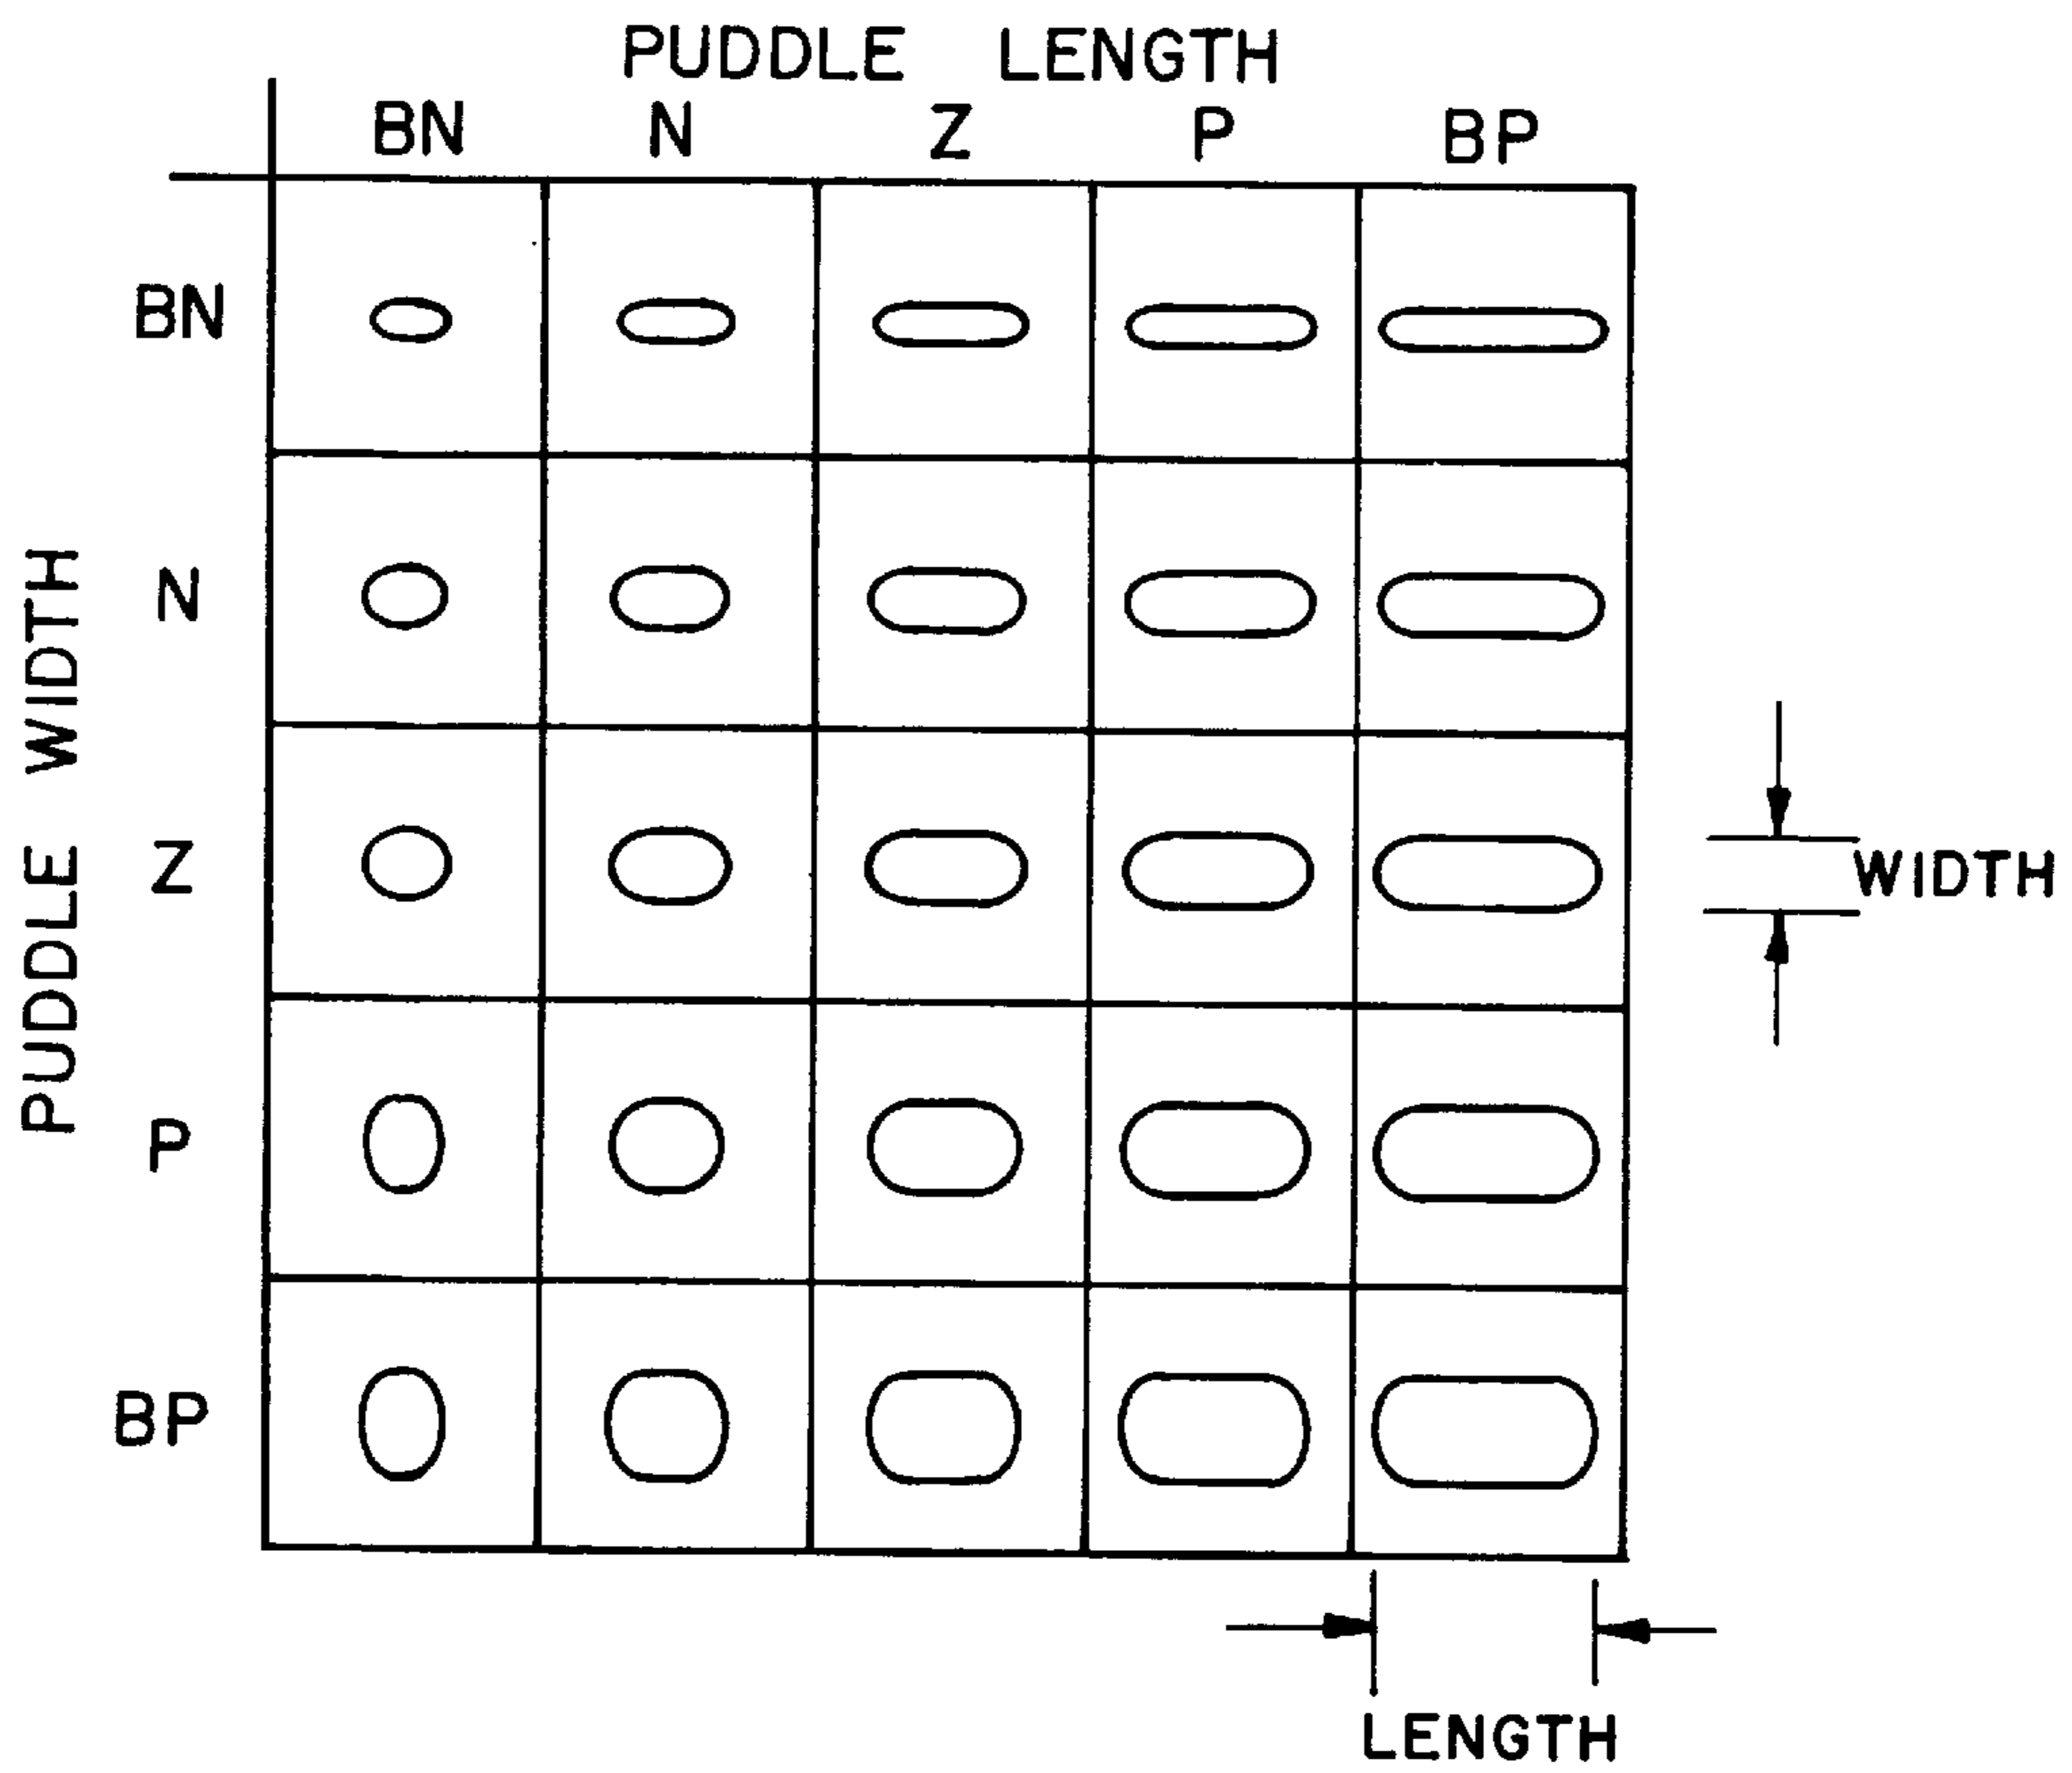 PUDDLE LENGTH
BN N Z P BP
BN
N
Z
P
BP
PUDDLE WIDTH
WIDTH
LENGTH